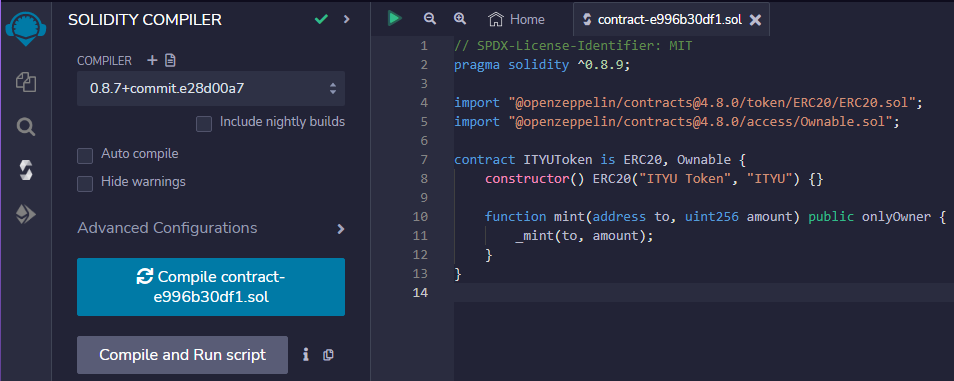 SOLIDITY COMPILER
COMPILER
0.8.7+commit.e28d00a7
Include nightly builds
Auto compile
Hide warnings
Advanced Configurations
Compile contract-
e996b30df1.sol
Compile and Run script
Home
contract-e996b30df1.sol
1 // SPDX-License-Identifier: MIT
2 pragma solidity ^0.8.9;
3
4 import "@openzeppelin/contracts@4.8.0/token/ERC20/ERC20.sol";
5 import "@openzeppelin/contracts@4.8.0/access/Ownable.sol";
6
7 contract ITYUToken is ERC20, Ownable {
8     constructor() ERC20("ITYU Token", "ITYU") {}
9
10     function mint(address to, uint256 amount) public onlyOwner {
11         _mint(to, amount);
12     }
13 }
14